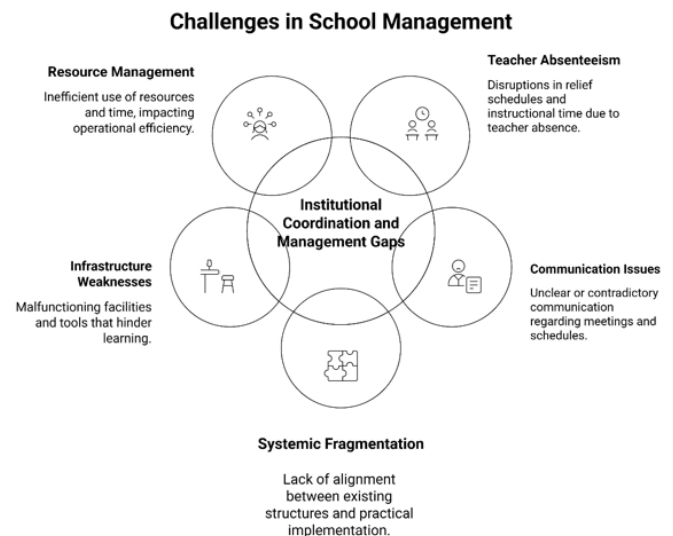 Challenges in School Management
Resource Management
Inefficient use of resources
and time, impacting
operational efficiency.
Teacher Absenteeism
Disruptions in relief
schedules and
instructional time due to
teacher absence.
Institutional
Coordination and
Management Gaps
Infrastructure
Weaknesses
Malfunctioning facilities
and tools that hinder
learning.
Communication Issues
Unclear or contradictory
communication
regarding meetings and
schedules.
Systemic Fragmentation
Lack of alignment
between existing
structures and practical
implementation.